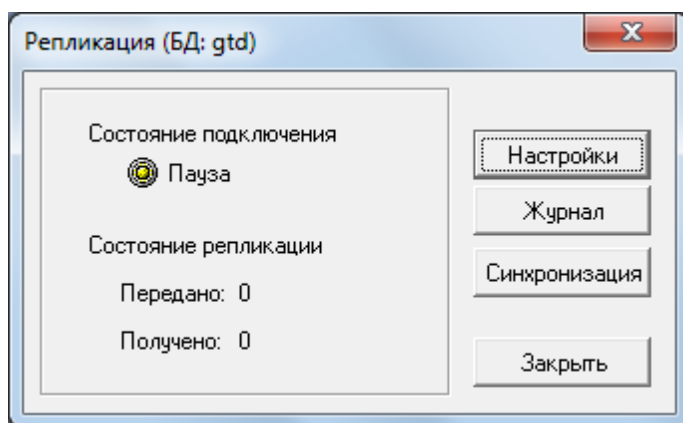 Репликация (БД: gtd)
Состояние подключения
Пауза
Состояние репликации
Передано: 0
Получено: 0
Настройки
Журнал
Синхронизация
Закрыть